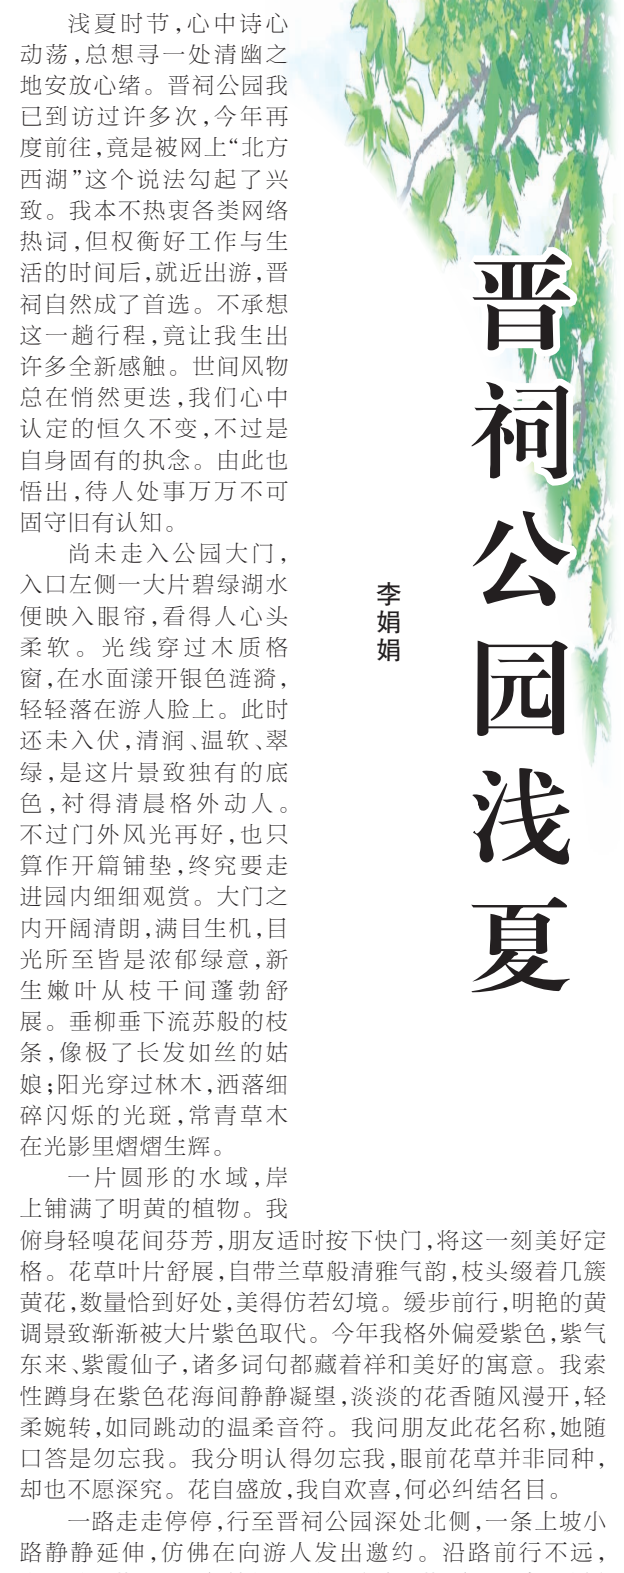 晋祠公园浅夏
李娟娟
浅夏时节，心中诗心
动荡，总想寻一处清幽之
地安放心绪。晋祠公园我
已到访过许多次，今年再
度前往，竟是被网上“北方
西湖”这个说法勾起了兴
致。我本不热衷各类网络
热词，但权衡好工作与生
活的时间后，就近出游，晋
祠自然成了首选。不承想
这一趟行程，竟让我生出
许多全新感触。世间风物
总在悄然更迭，我们心中
认定的恒久不变，不过是
自身固有的执念。由此也
悟出，待人处事万万不可
固守旧有认知。
尚未走入公园大门，
入口左侧一大片碧绿湖水
便映入眼帘，看得人心头
柔软。光线穿过木质格
窗，在水面漾开银色涟漪，
轻轻落在游人脸上。此时
还未入伏，清润、温软、翠
绿，是这片景致独有的底
色，衬得清晨格外动人。
不过门外风光再好，也只
算作开篇铺垫，终究要走
进园内细细观赏。大门之
内开阔清朗，满目生机，目
光所至皆是浓郁绿意，新
生嫩叶从枝干间蓬勃舒
展。垂柳垂下流苏般的枝
条，像极了长发如丝的姑
娘；阳光穿过林木，洒落细
碎闪烁的光斑，常青草木
在光影里熠熠生辉。
一片圆形的水域，岸
上铺满了明黄的植物。我
俯身轻嗅花间芬芳，朋友适时按下快门，将这一刻美好定
格。花草叶片舒展，自带兰草般清雅气韵，枝头缀着几簇
黄花，数量恰到好处，美得仿若幻境。缓步前行，明艳的黄
调景致渐渐被大片紫色取代。今年我格外偏爱紫色，紫气
东来、紫霞仙子，诸多词句都藏着祥和美好的寓意。我索
性蹲身在紫色花海间静静凝望，淡淡的花香随风漫开，轻
柔婉转，如同跳动的温柔音符。我问朋友此花名称，她随
口答是勿忘我。我分明认得勿忘我，眼前花草并非同种，
却也不愿深究。花自盛放，我自欢喜，何必纠结名目。
一路走走停停，行至晋祠公园深处北侧，一条上坡小
路静静延伸，仿佛在向游人发出邀约。沿路前行不远，